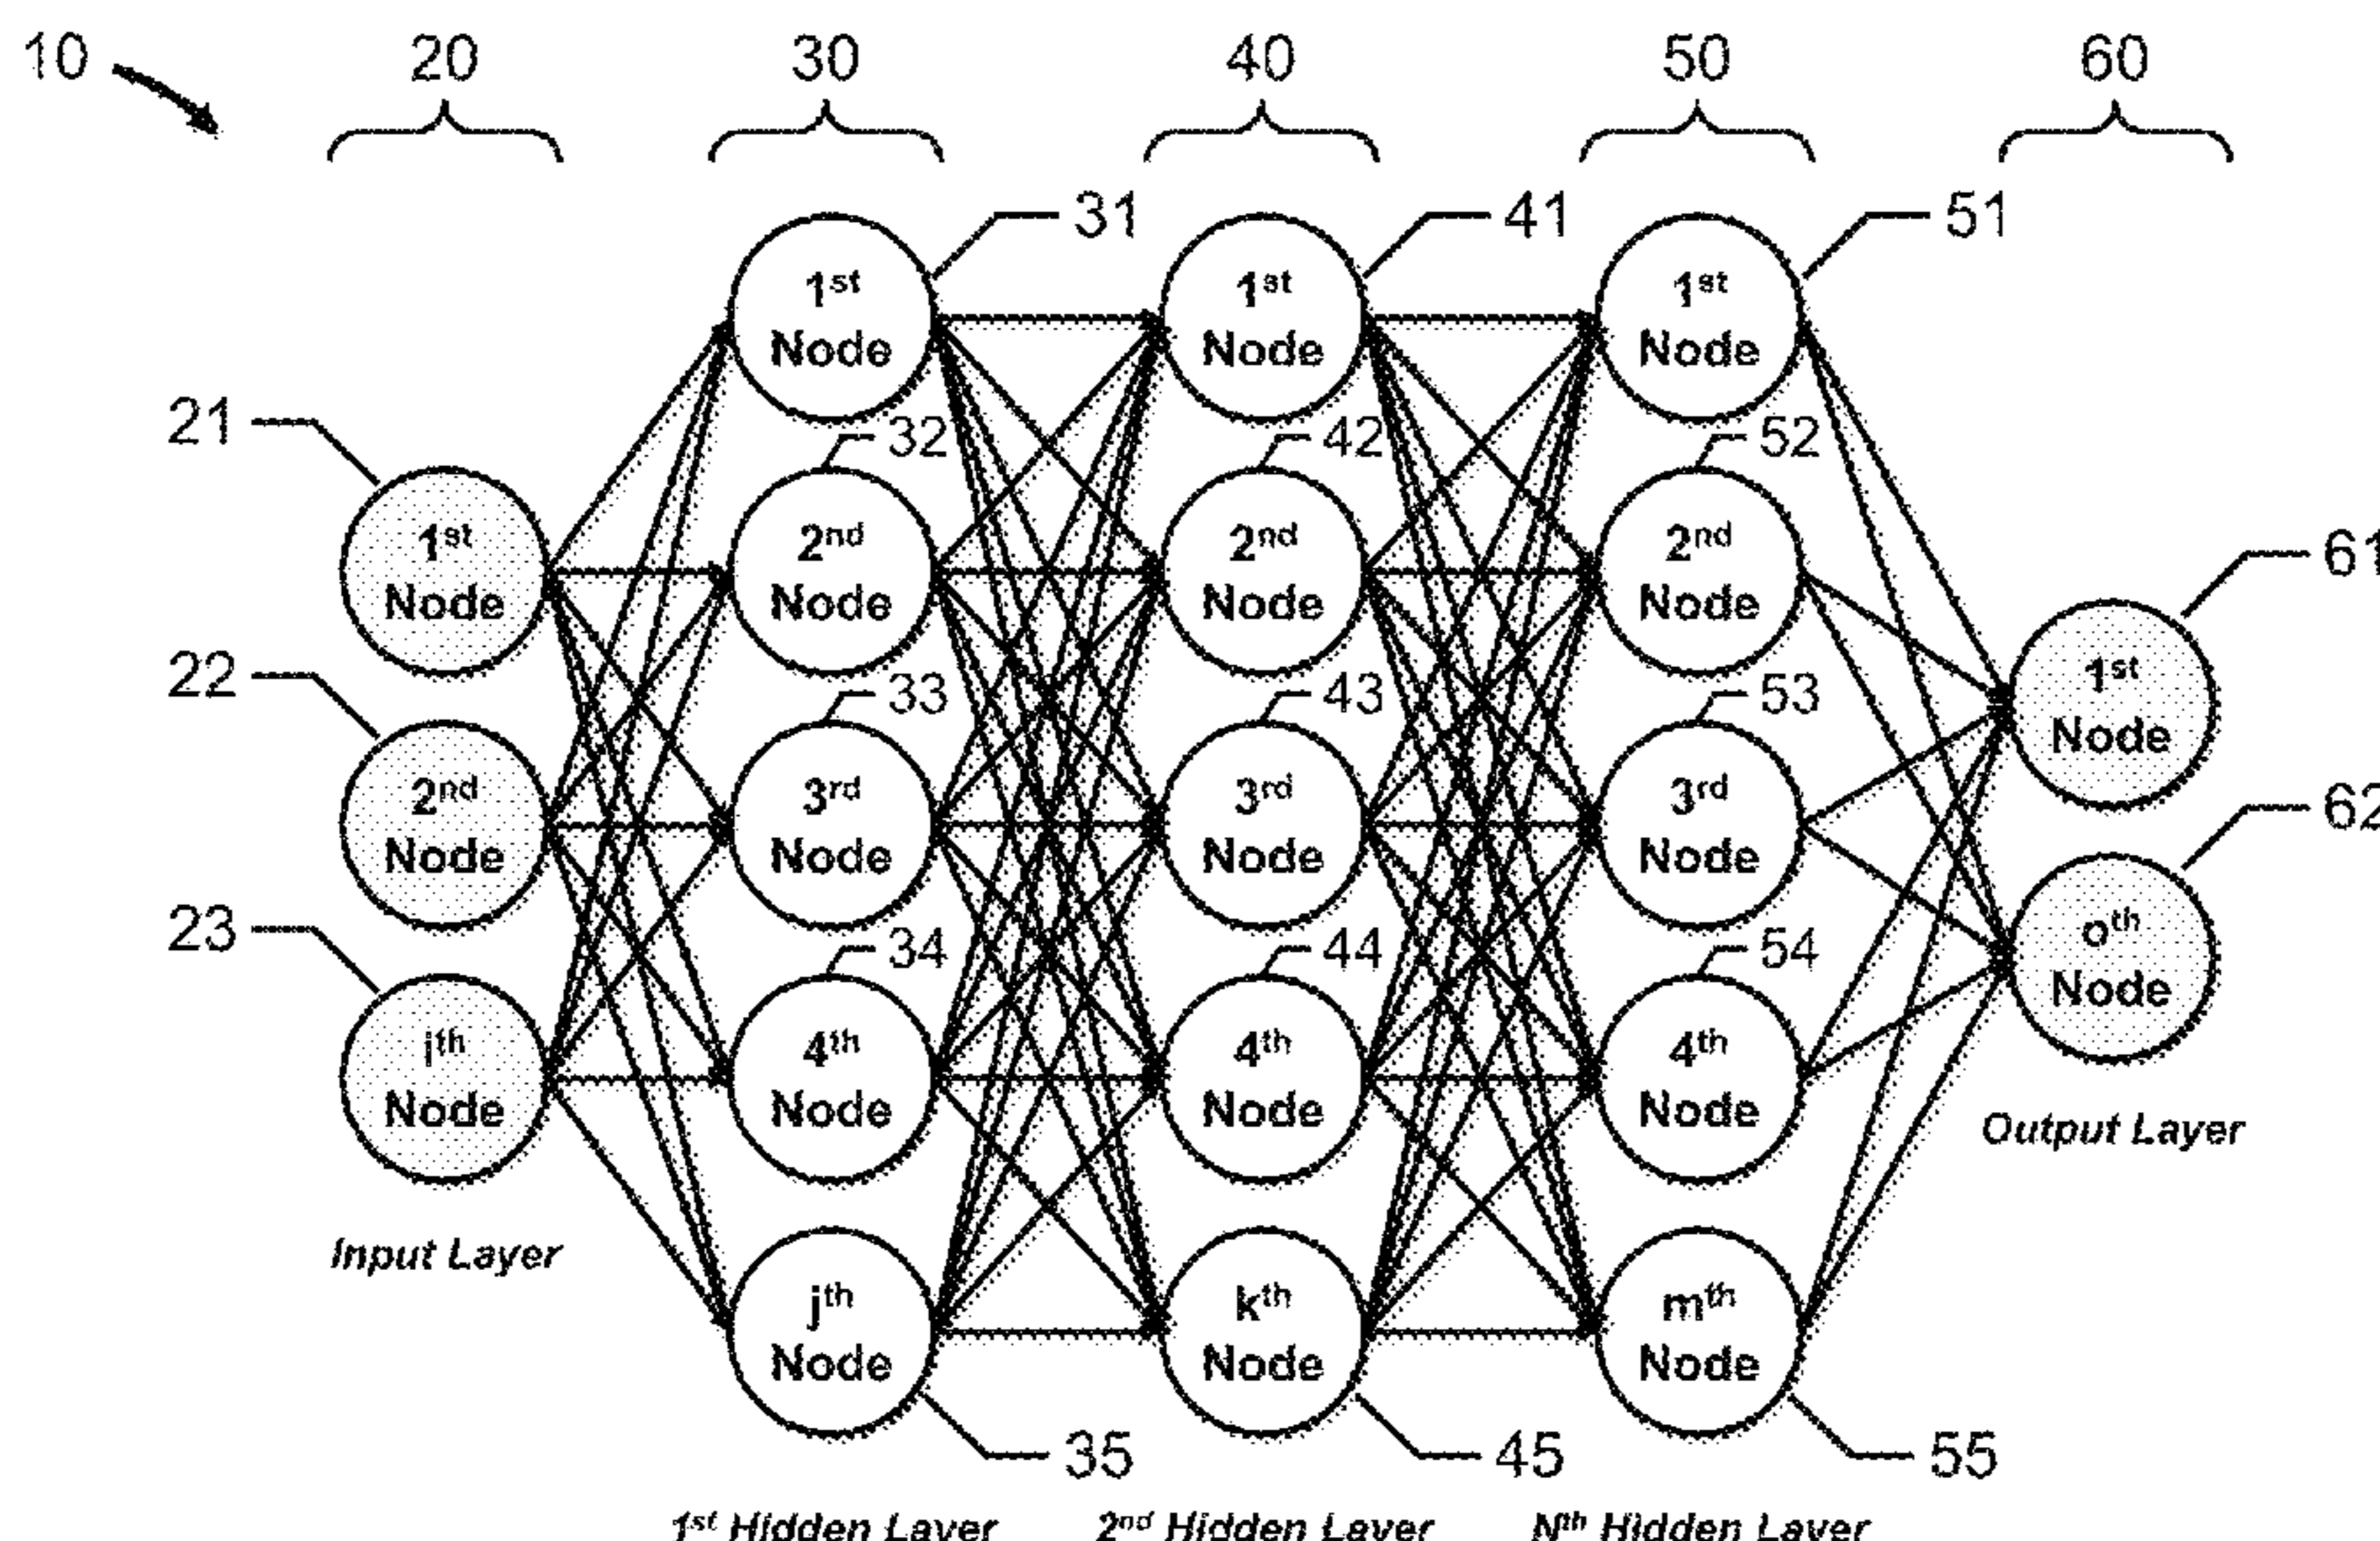 10
20
30
40
50
60
31
41
51
1st
Node
1st
Node
1st
Node
21
32
42
52
1st
Node
2nd
Node
2nd
Node
2nd
Node
61
22
33
43
53
1st
Node
2nd
Node
3rd
Node
3rd
Node
3rd
Node
62
23
34
44
54
oth
Node
ith
Node
4th
Node
4th
Node
4th
Node
Output Layer
Input Layer
jth
Node
kth
Node
mth
Node
35
45
55
1st Hidden Layer
2nd Hidden Layer
Nth Hidden Layer